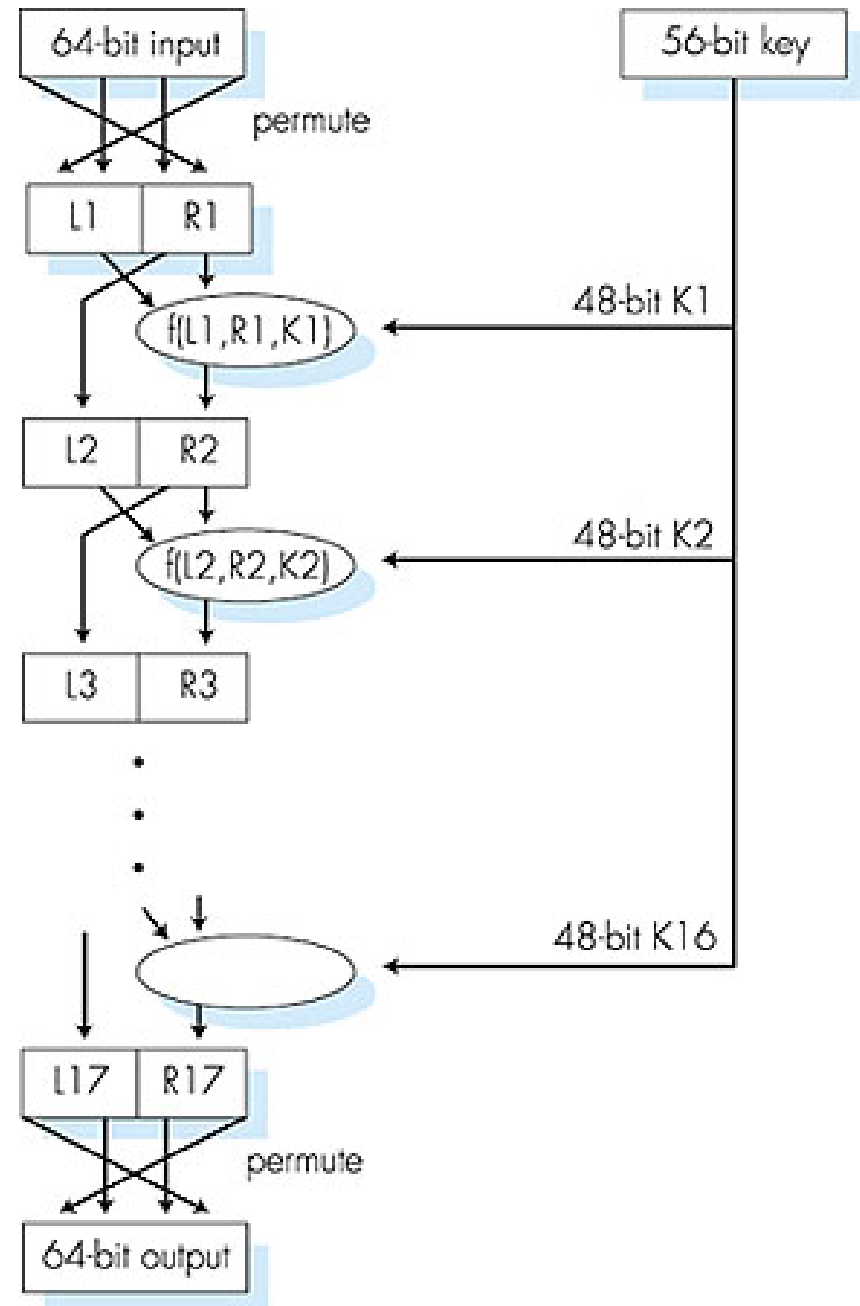 64-bit input
56-bit key
permute
L1 R1
48-bit K1
f(L1,R1,K1)
L2 R2
48-bit K2
f(L2,R2,K2)
L3 R3
48-bit K16
L17 R17
permute
64-bit output